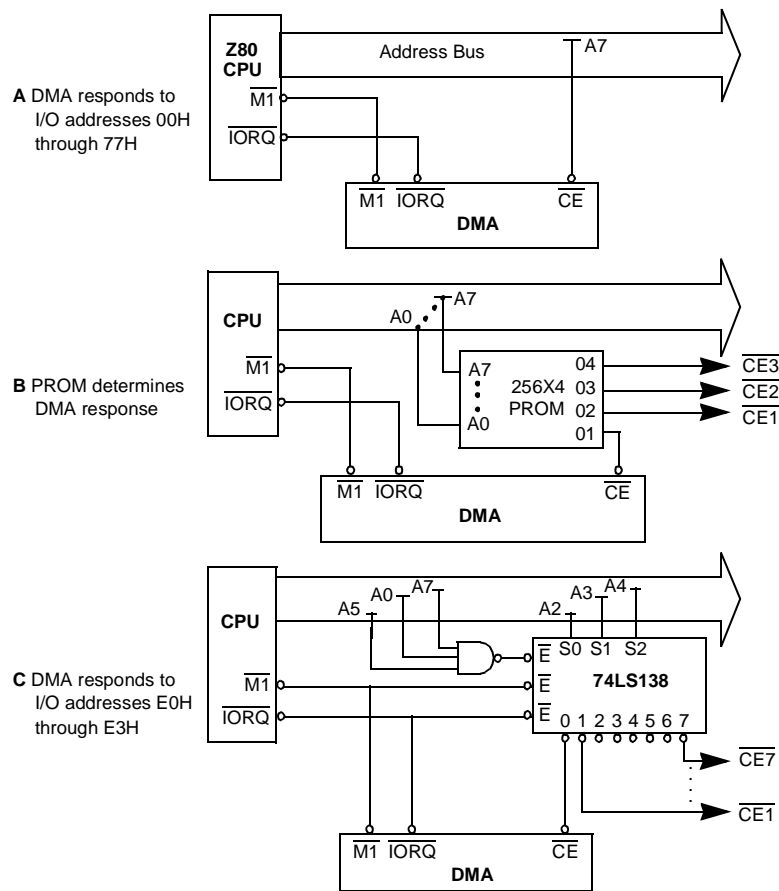 Z80
CPU
Address Bus
A7
M1
IORQ
A DMA responds to
I/O addresses 00H
through 77H
M1 IORQ CE
DMA
CPU
A0 A7
M1
IORQ
B PROM determines
DMA response
A7
A0
256X4
PROM
04
03
02
01
CE3
CE2
CE1
M1 IORQ CE
DMA
CPU
A5 A0 A7
A2 A3 A4
M1
IORQ
C DMA responds to
I/O addresses E0H
through E3H
E S0 S1 S2
E
E
74LS138
0 1 2 3 4 5 6 7
CE7
CE1
M1 IORQ CE
DMA